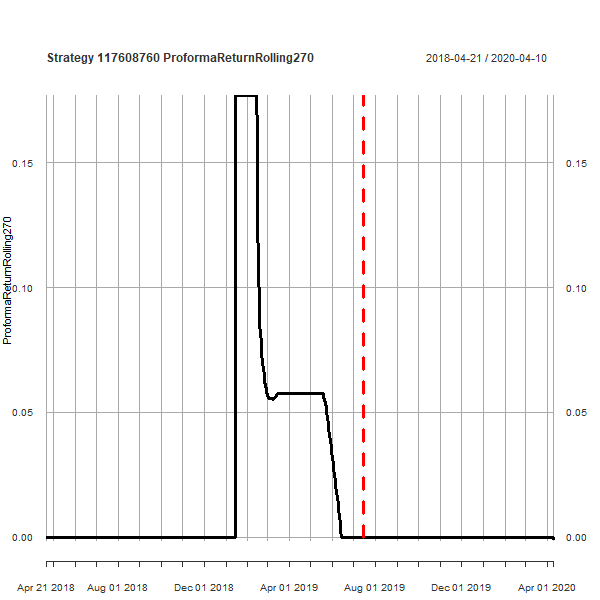 Strategy 117608760 ProformaReturnRolling270
2018-04-21 / 2020-04-10
ProformaReturnRolling270
0.15 0.15
0.10 0.10
0.05 0.05
0.00 0.00
Apr 21 2018 Aug 01 2018 Dec 01 2018 Apr 01 2019 Aug 01 2019 Dec 01 2019 Apr 01 2020